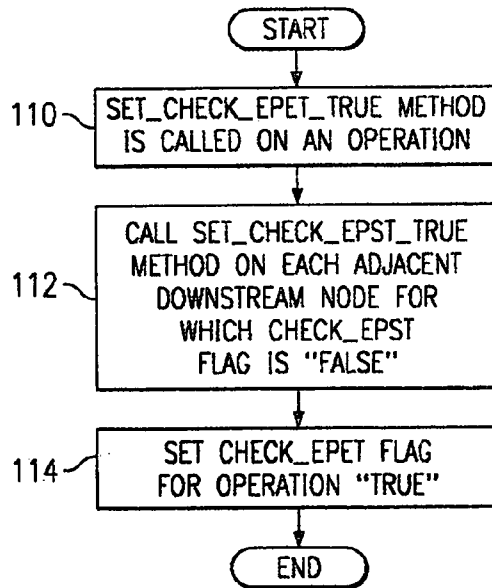 START
110
SET_CHECK_EPET_TRUE METHOD
IS CALLED ON AN OPERATION
112
CALL SET_CHECK_EPST_TRUE
METHOD ON EACH ADJACENT
DOWNSTREAM NODE FOR
WHICH CHECK_EPST
FLAG IS "FALSE"
114
SET CHECK_EPET FLAG
FOR OPERATION "TRUE"
END